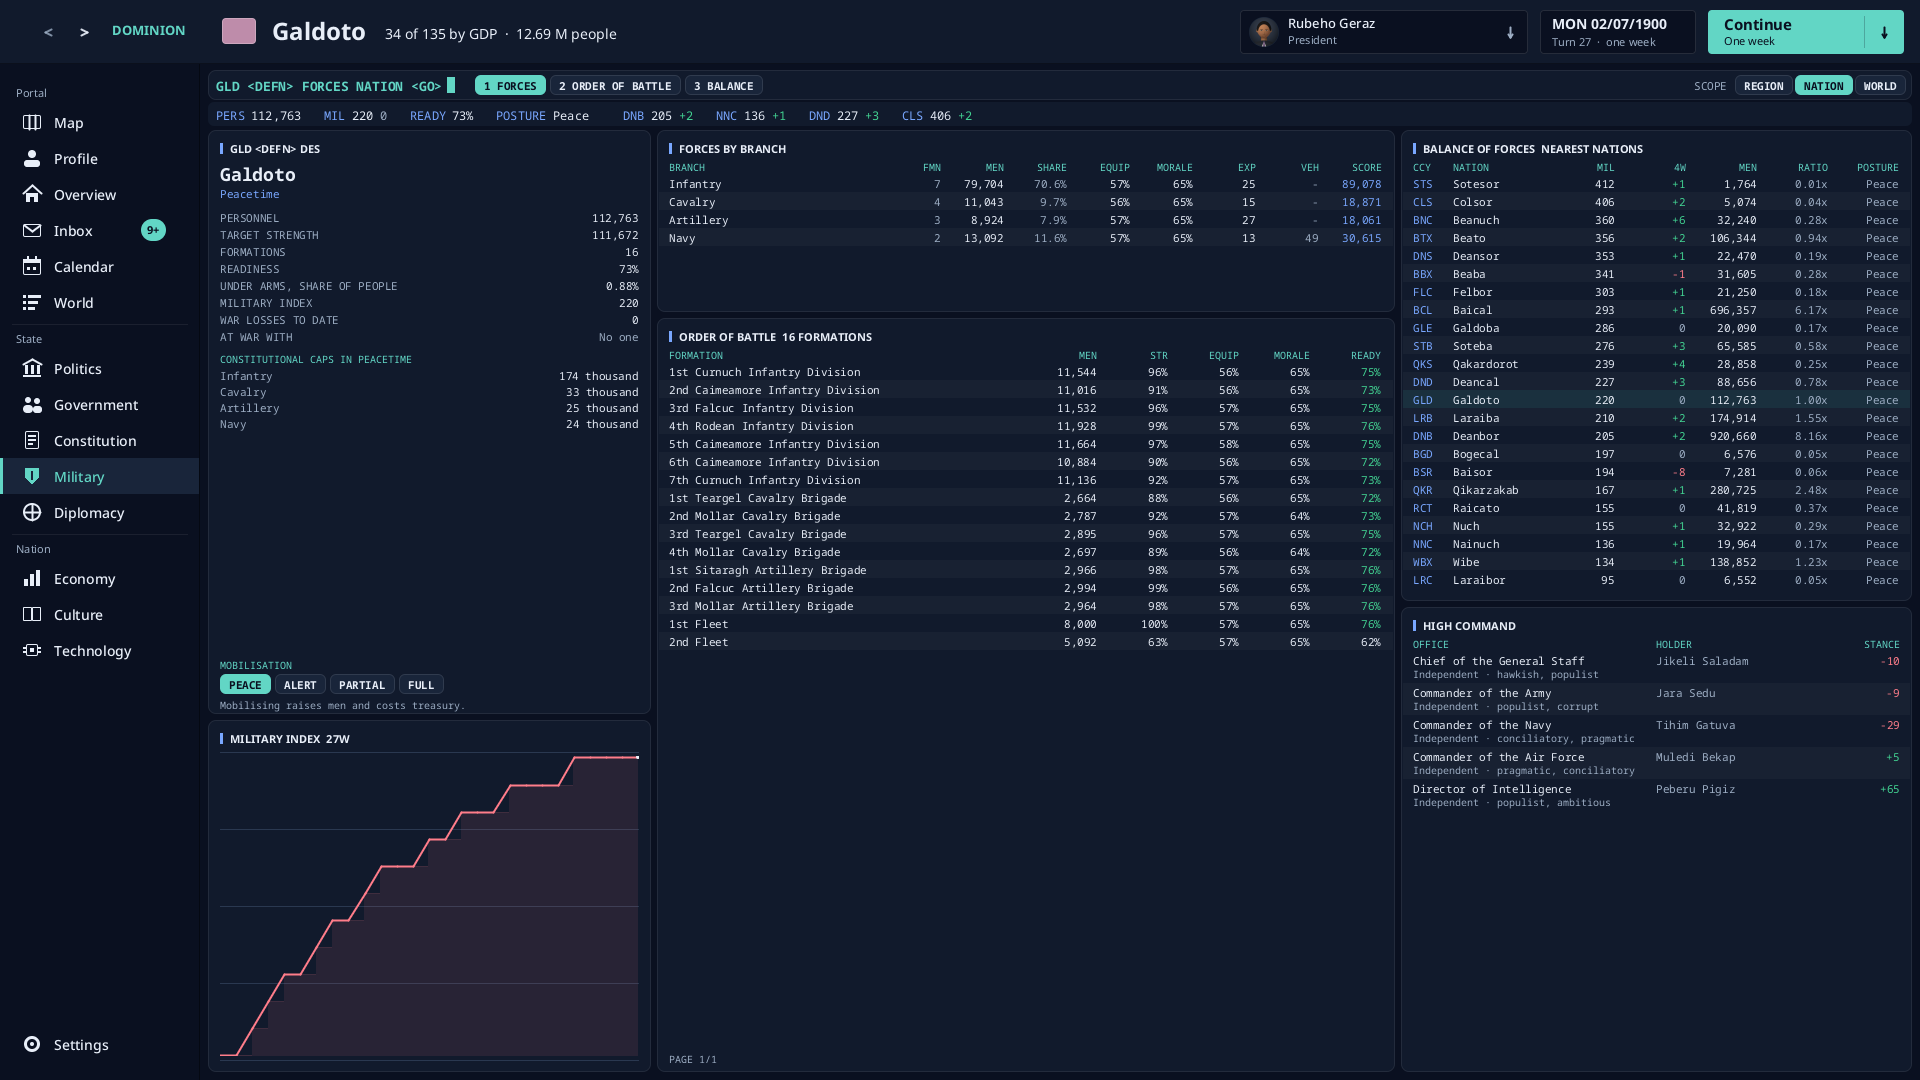 < > DOMINION
Galdoto 34 of 135 by GDP · 12.69 M people
Rubeho Geraz
President
↓
MON 02/07/1900
Turn 27 · one week
Continue
One week
↓
Portal
Map
Profile
Overview
Inbox 9+
Calendar
World
State
Politics
Government
Constitution
Military
Diplomacy
Nation
Economy
Culture
Technology
Settings
GLD <DEFN> FORCES NATION <GO> 1 FORCES 2 ORDER OF BATTLE 3 BALANCE SCOPE REGION NATION WORLD
PERS 112,763 MIL 220 0 READY 73% POSTURE Peace DNB 205 +2 NNC 136 +1 DND 227 +3 CLS 406 +2
GLD <DEFN> DES
Galdoto
Peacetime
PERSONNEL 112,763
TARGET STRENGTH 111,672
FORMATIONS 16
READINESS 73%
UNDER ARMS, SHARE OF PEOPLE 0.88%
MILITARY INDEX 220
WAR LOSSES TO DATE 0
AT WAR WITH No one
CONSTITUTIONAL CAPS IN PEACETIME
Infantry 174 thousand
Cavalry 33 thousand
Artillery 25 thousand
Navy 24 thousand
MOBILISATION
PEACE ALERT PARTIAL FULL
Mobilising raises men and costs treasury.
MILITARY INDEX 27W
FORCES BY BRANCH
BRANCH FMN MEN SHARE EQUIP MORALE EXP VEH SCORE
Infantry 7 79,704 70.6% 57% 65% 25 - 89,078
Cavalry 4 11,043 9.7% 56% 65% 15 - 18,871
Artillery 3 8,924 7.9% 57% 65% 27 - 18,061
Navy 2 13,092 11.6% 57% 65% 13 49 30,615
ORDER OF BATTLE 16 FORMATIONS
FORMATION MEN STR EQUIP MORALE READY
1st Curnuch Infantry Division 11,544 96% 56% 65% 75%
2nd Caimeamore Infantry Division 11,016 91% 56% 65% 73%
3rd Falcuc Infantry Division 11,532 96% 57% 65% 75%
4th Rodean Infantry Division 11,928 99% 57% 65% 76%
5th Caimeamore Infantry Division 11,664 97% 58% 65% 75%
6th Caimeamore Infantry Division 10,884 90% 56% 65% 72%
7th Curnuch Infantry Division 11,136 92% 57% 65% 73%
1st Teargel Cavalry Brigade 2,664 88% 56% 65% 72%
2nd Mollar Cavalry Brigade 2,787 92% 57% 64% 73%
3rd Teargel Cavalry Brigade 2,895 96% 57% 65% 75%
4th Mollar Cavalry Brigade 2,697 89% 56% 64% 72%
1st Sitaragh Artillery Brigade 2,966 98% 57% 65% 76%
2nd Falcuc Artillery Brigade 2,994 99% 56% 65% 76%
3rd Mollar Artillery Brigade 2,964 98% 57% 65% 76%
1st Fleet 8,000 100% 57% 65% 76%
2nd Fleet 5,092 63% 57% 65% 62%
PAGE 1/1
BALANCE OF FORCES NEAREST NATIONS
CCY NATION MIL 4W MEN RATIO POSTURE
STS Sotesor 412 +1 1,764 0.01x Peace
CLS Colsor 406 +2 5,074 0.04x Peace
BNC Beanuch 360 +6 32,240 0.28x Peace
BTX Beato 356 +2 106,344 0.94x Peace
DNS Deansor 353 +1 22,470 0.19x Peace
BBX Beaba 341 -1 31,605 0.28x Peace
FLC Felbor 303 +1 21,250 0.18x Peace
BCL Baical 293 +1 696,357 6.17x Peace
GLE Galdoba 286 0 20,090 0.17x Peace
STB Soteba 276 +3 65,585 0.58x Peace
QKS Qakardorot 239 +4 28,858 0.25x Peace
DND Deancal 227 +3 88,656 0.78x Peace
GLD Galdoto 220 0 112,763 1.00x Peace
LRB Laraiba 210 +2 174,914 1.55x Peace
DNB Deanbor 205 +2 920,660 8.16x Peace
BGD Bogecal 197 0 6,576 0.05x Peace
BSR Baisor 194 -8 7,281 0.06x Peace
QKR Qikarzakab 167 +1 280,725 2.48x Peace
RCT Raicato 155 0 41,819 0.37x Peace
NCH Nuch 155 +1 32,922 0.29x Peace
NNC Nainuch 136 +1 19,964 0.17x Peace
WBX Wibe 134 +1 138,852 1.23x Peace
LRC Laraibor 95 0 6,552 0.05x Peace
HIGH COMMAND
OFFICE HOLDER STANCE
Chief of the General Staff Jikeli Saladam -10
Independent · hawkish, populist
Commander of the Army Jara Sedu -9
Independent · populist, corrupt
Commander of the Navy Tihim Gatuva -29
Independent · conciliatory, pragmatic
Commander of the Air Force Muledi Bekap +5
Independent · pragmatic, conciliatory
Director of Intelligence Peberu Pigiz +65
Independent · populist, ambitious